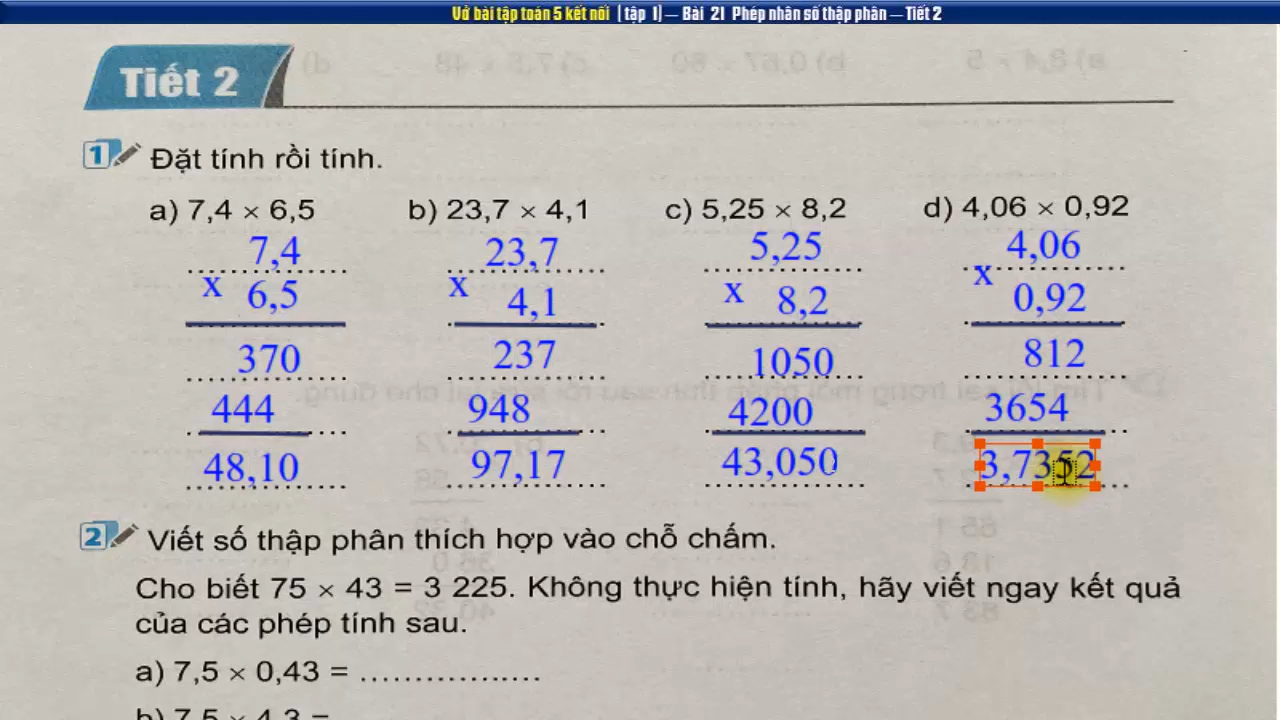 Vở bài tập toán 5 kết nối (tập 1) – Bài 21 Phép nhân số thập phân – Tiết 2
Tiết 2
1 Đặt tính rồi tính.
a) 7,4 × 6,5 b) 23,7 × 4,1 c) 5,25 × 8,2 d) 4,06 × 0,92
7,4 23,7 5,25 4,06
x 6,5 x 4,1 x 8,2 x 0,92
370 237 1050 812
444 948 4200 3654
48,10 97,17 43,050 3,7352
2 Viết số thập phân thích hợp vào chỗ chấm.
Cho biết 75 × 43 = 3 225. Không thực hiện tính, hãy viết ngay kết quả
của các phép tính sau.
a) 7,5 × 0,43 = ..................
b) 7,5 × 4,3 =